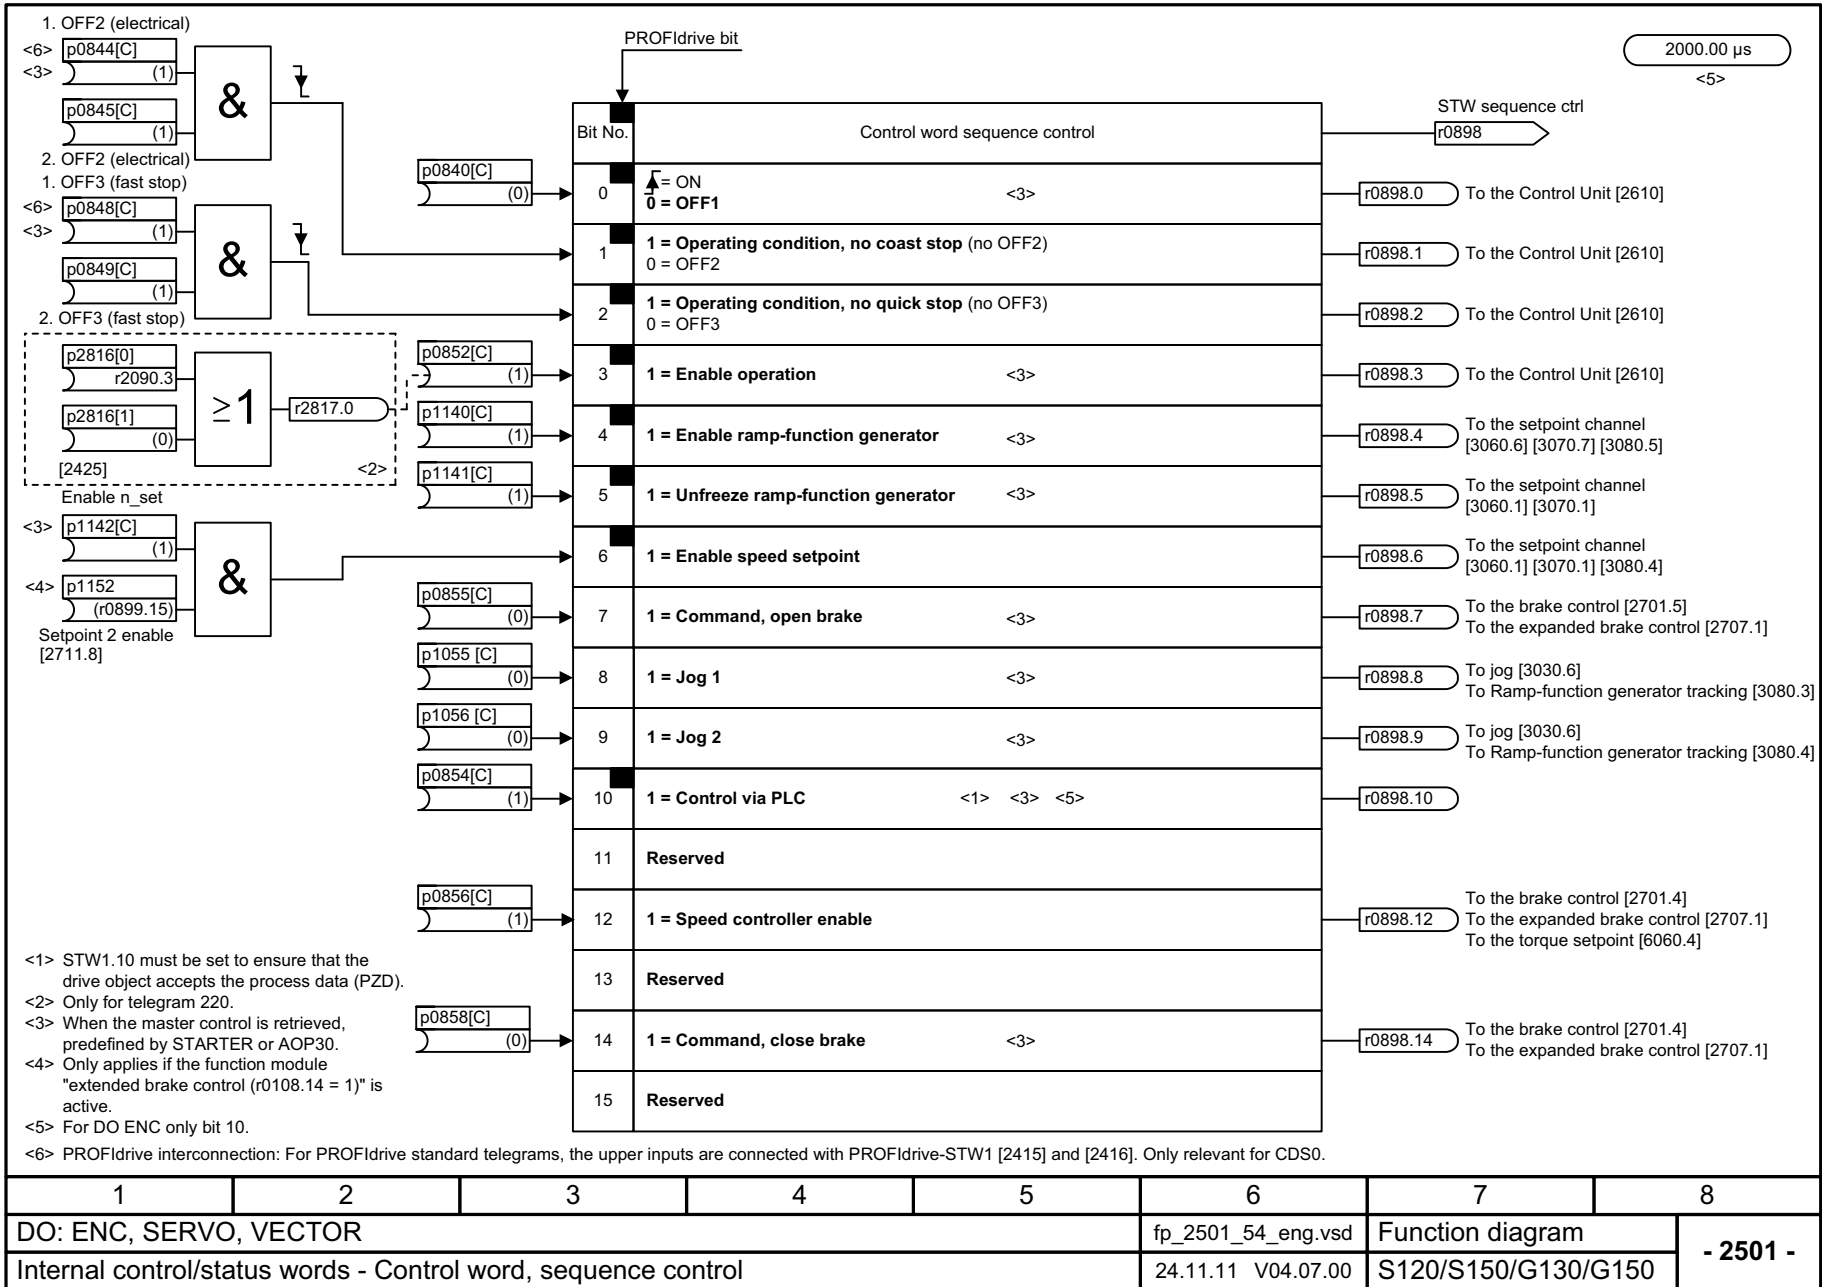 1. OFF2 (electrical)
<6> p0844[C]
<3> (1)
&
p0845[C]
(1)
2. OFF2 (electrical)
1. OFF3 (fast stop)
<6> p0848[C]
<3> (1)
&
p0849[C]
(1)
2. OFF3 (fast stop)
p2816[0]
r2090.3
≥1
r2817.0
p2816[1]
(0)
[2425] <2>
Enable n_set
<3> p1142[C]
(1)
&
<4> p1152
(r0899.15)
Setpoint 2 enable
[2711.8]
PROFIdrive bit
2000.00 µs
<5>
STW sequence ctrl
Bit No. Control word sequence control r0898
p0840[C]
(0) 0 = ON <3> r0898.0 To the Control Unit [2610]
0 = OFF1
1 1 = Operating condition, no coast stop (no OFF2) r0898.1 To the Control Unit [2610]
0 = OFF2
2 1 = Operating condition, no quick stop (no OFF3) r0898.2 To the Control Unit [2610]
0 = OFF3
p0852[C]
(1) 3 1 = Enable operation <3> r0898.3 To the Control Unit [2610]
p1140[C]
(1) 4 1 = Enable ramp-function generator <3> r0898.4 To the setpoint channel
[3060.6] [3070.7] [3080.5]
p1141[C]
(1) 5 1 = Unfreeze ramp-function generator <3> r0898.5 To the setpoint channel
[3060.1] [3070.1]
6 1 = Enable speed setpoint r0898.6 To the setpoint channel
[3060.1] [3070.1] [3080.4]
p0855[C]
(0) 7 1 = Command, open brake <3> r0898.7 To the brake control [2701.5]
To the expanded brake control [2707.1]
p1055 [C]
(0) 8 1 = Jog 1 <3> r0898.8 To jog [3030.6]
To Ramp-function generator tracking [3080.3]
p1056 [C]
(0) 9 1 = Jog 2 <3> r0898.9 To jog [3030.6]
To Ramp-function generator tracking [3080.4]
p0854[C]
(1) 10 1 = Control via PLC <1> <3> <5> r0898.10
11 Reserved
p0856[C]
(1) 12 1 = Speed controller enable r0898.12 To the brake control [2701.4]
To the expanded brake control [2707.1]
To the torque setpoint [6060.4]
13 Reserved
p0858[C]
(0) 14 1 = Command, close brake <3> r0898.14 To the brake control [2701.4]
To the expanded brake control [2707.1]
15 Reserved
<1> STW1.10 must be set to ensure that the
drive object accepts the process data (PZD).
<2> Only for telegram 220.
<3> When the master control is retrieved,
predefined by STARTER or AOP30.
<4> Only applies if the function module
"extended brake control (r0108.14 = 1)" is
active.
<5> For DO ENC only bit 10.
<6> PROFIdrive interconnection: For PROFIdrive standard telegrams, the upper inputs are connected with PROFIdrive-STW1 [2415] and [2416]. Only relevant for CDS0.
1 2 3 4 5 6 7 8
DO: ENC, SERVO, VECTOR fp_2501_54_eng.vsd Function diagram - 2501 -
Internal control/status words - Control word, sequence control 24.11.11 V04.07.00 S120/S150/G130/G150